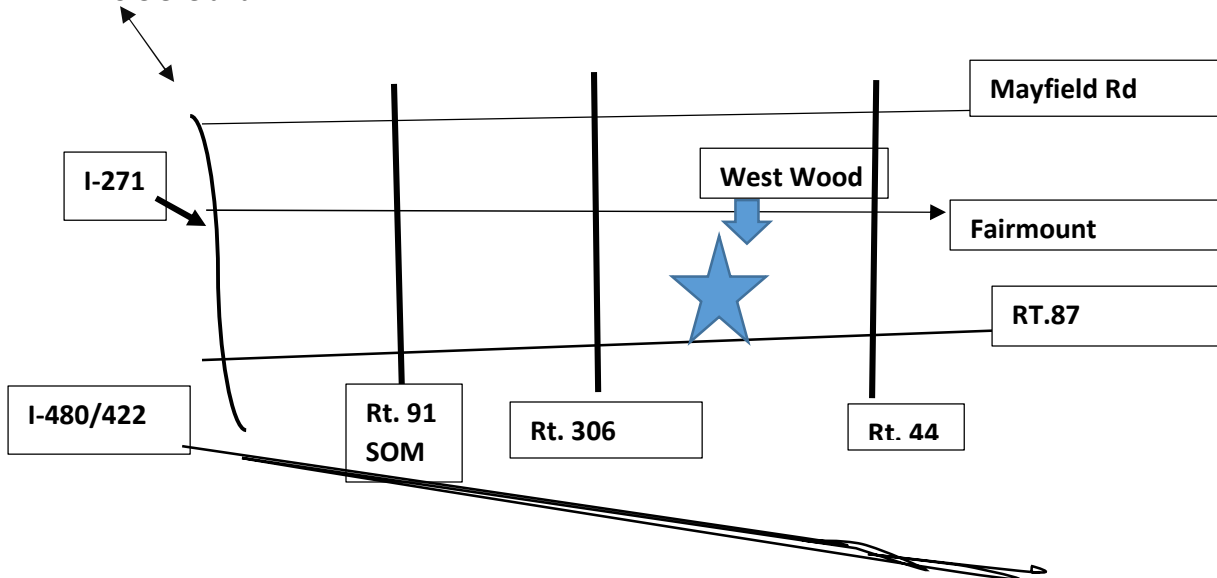 Mayfield Rd
I-271
West Wood
Fairmount
RT.87
I-480/422
Rt. 91
SOM
Rt. 306
Rt. 44